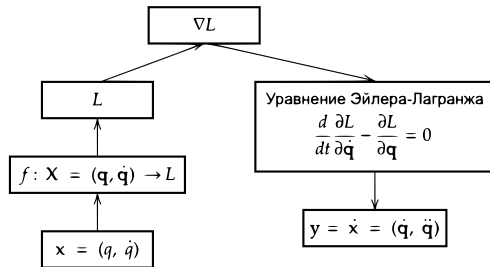 ∇L
L
f: X = (q, q̇) → L
x = (q, q̇)
Уравнение Эйлера-Лагранжа
d/dt ∂L/∂q̇ − ∂L/∂q = 0
y = ẋ = (q̇, q̈)